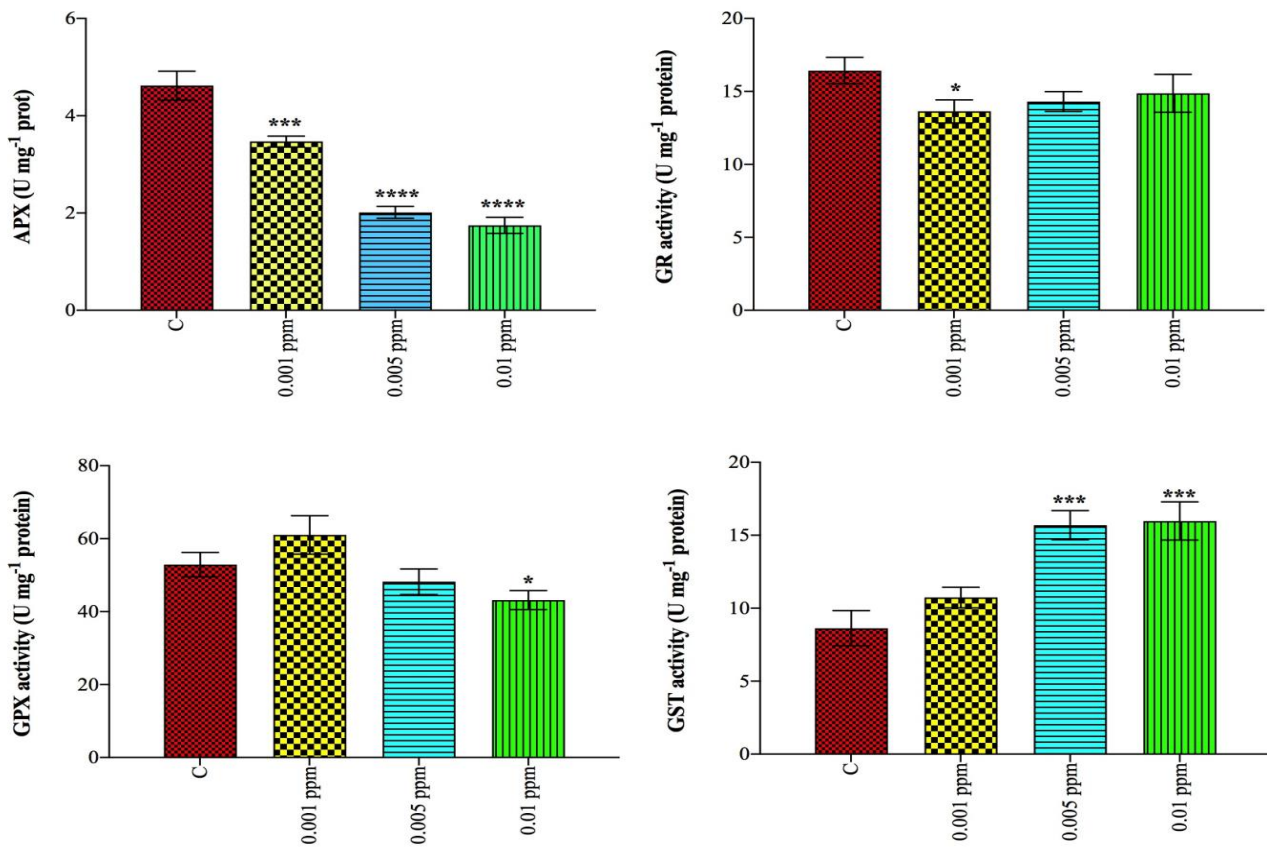 APX (U mg⁻¹ prot)
6
4
2
0
***
****
****
C
0.001 ppm
0.005 ppm
0.01 ppm
GR activity (U mg⁻¹ protein)
20
15
10
5
0
*
C
0.001 ppm
0.005 ppm
0.01 ppm
GPX activity (U mg⁻¹ protein)
80
60
40
20
0
*
C
0.001 ppm
0.005 ppm
0.01 ppm
GST activity (U mg⁻¹ protein)
20
15
10
5
0
***
***
C
0.001 ppm
0.005 ppm
0.01 ppm